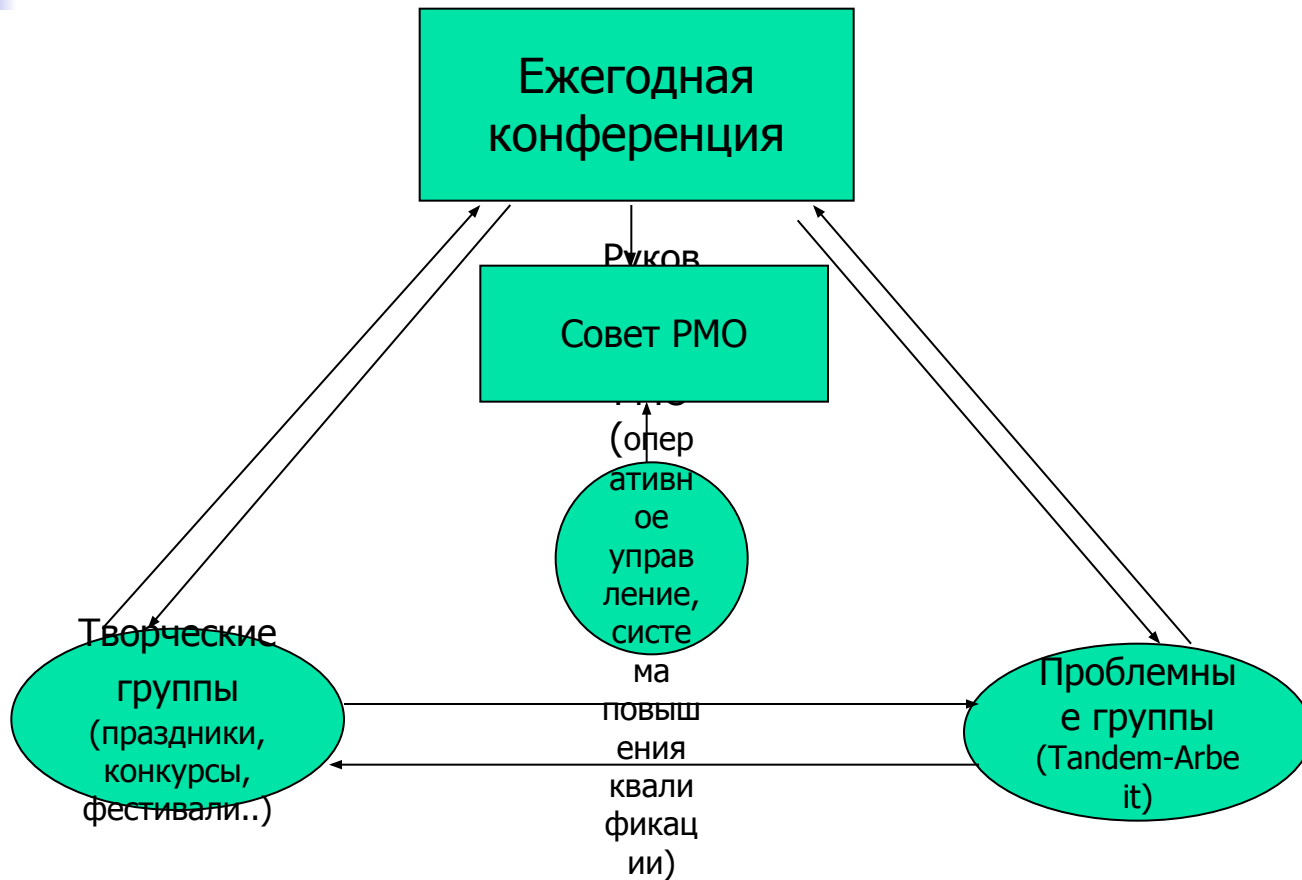 Ежегодная
конференция
Руков
Совет РМО
(опер
ативн
ое
управ
ление,
систе
ма
повыш
ения
квали
фикац
ии)
Творческие
группы
(праздники,
конкурсы,
фестивали..)
Проблемны
е группы
(Tandem-Arbe
it)